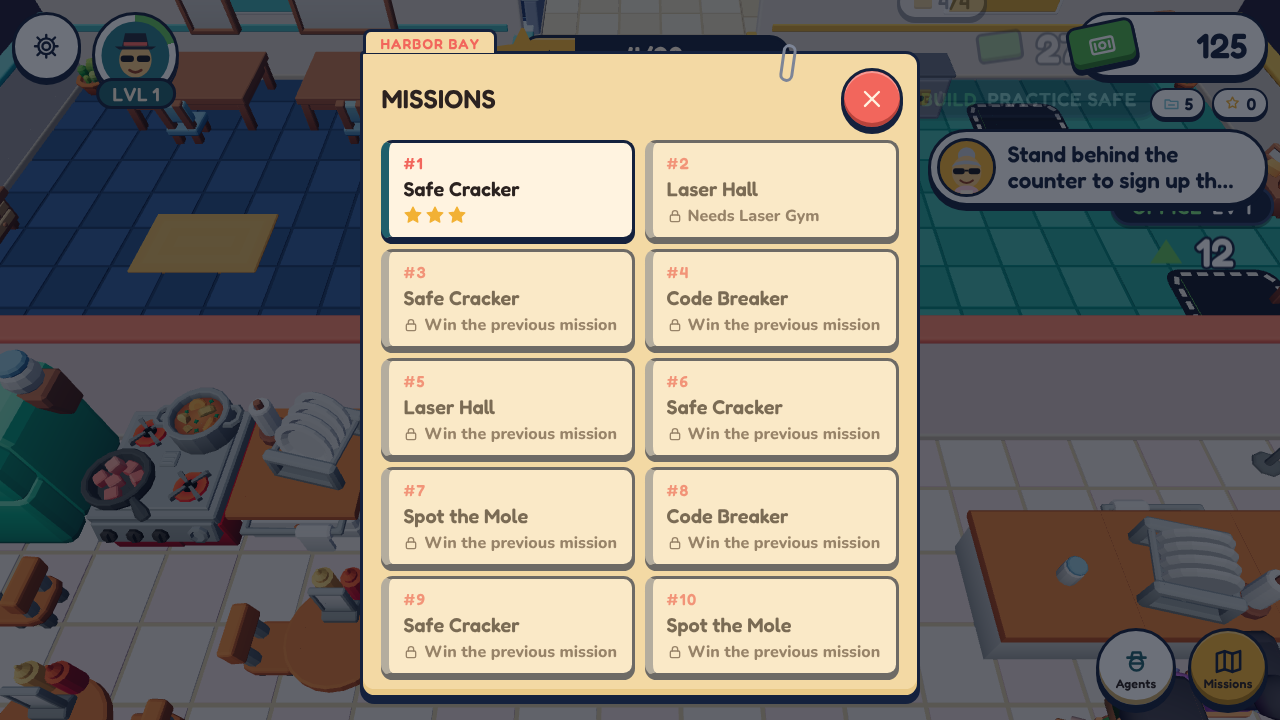 HARBOR BAY
MISSIONS
#1
Safe Cracker
#2
Laser Hall
Needs Laser Gym
#3
Safe Cracker
Win the previous mission
#4
Code Breaker
Win the previous mission
#5
Laser Hall
Win the previous mission
#6
Safe Cracker
Win the previous mission
#7
Spot the Mole
Win the previous mission
#8
Code Breaker
Win the previous mission
#9
Safe Cracker
Win the previous mission
#10
Spot the Mole
Win the previous mission
LVL 1
4/4
125
BUILD PRACTICE SAFE
5
0
Stand behind the
counter to sign up th...
12
Agents
Missions